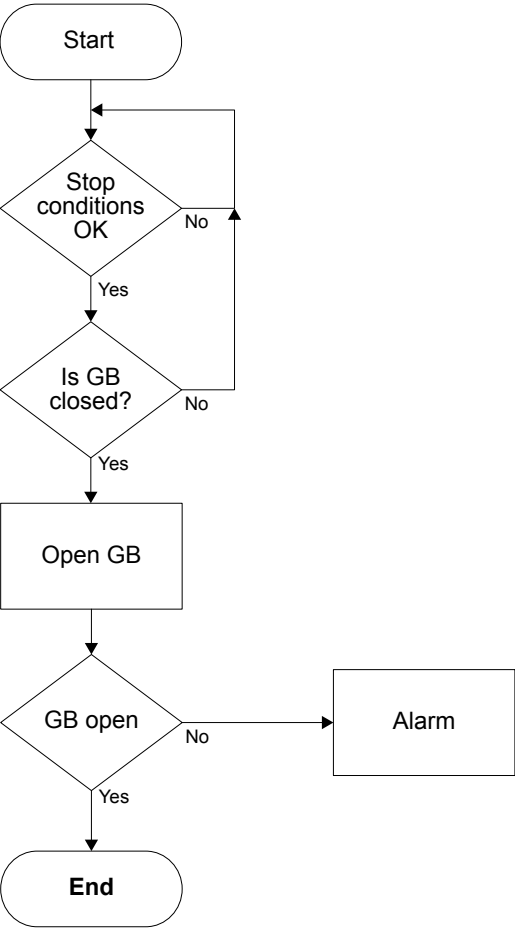 Start
Stop
conditions
OK
No
Yes
Is GB
closed?
No
Yes
Open GB
GB open
No
Alarm
Yes
End